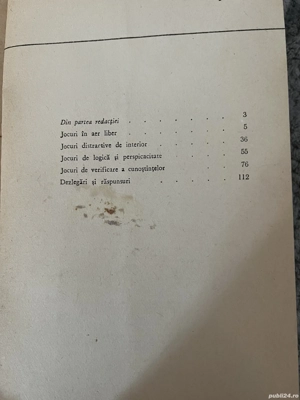 Din partea redacției . . . . . . . 3
Jocuri în aer liber . . . . . . . 5
Jocuri distractive de interior . . . . . 36
Jocuri de logică și perspicacitate . . . . 55
Jocuri de verificare a cunoștințelor . . . . 76
Dezlegări și răspunsuri . . . . . 112
publi24.ro